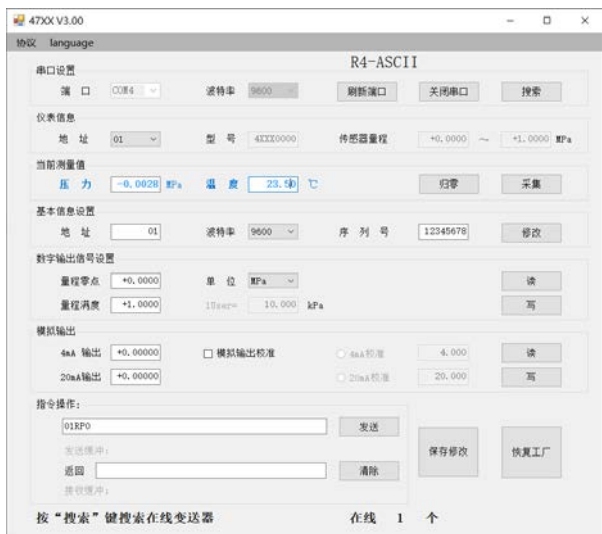 47XX V3.00
协议 language
R4-ASCII
串口设置
端 口 COM4 波特率 9600 刷新端口 关闭串口 搜索
仪表信息
地 址 01 型 号 4XXX0000 传感器量程 +0.0000 ～ +1.0000 MPa
当前测量值
压 力 -0.0028 MPa 温 度 23.50 ℃ 归零 采集
基本信息设置
地 址 01 波特率 9600 序 列 号 12345678 修改
数字输出信号设置
量程零点 +0.0000 单 位 MPa 读
量程满度 +1.0000 1User= 10.000 kPa 写
模拟输出
4mA 输出 +0.00000 模拟输出校准 4mA校准 4.000 读
20mA输出 +0.00000 20mA校准 20.000 写
指令操作:
01RP0 发送
发送缓冲:
保存修改 恢复工厂
返回 清除
接收缓冲:
按“搜索”键搜索在线变送器 在线 1 个